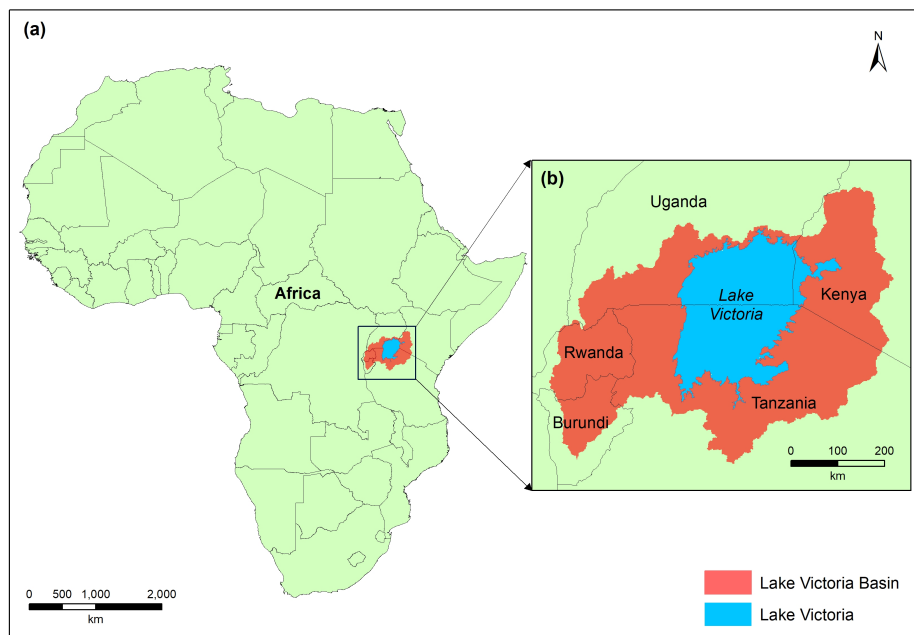 (a)
N
Africa
0 500 1,000 2,000
km
(b)
Uganda
Lake
Victoria
Kenya
Rwanda
Burundi
Tanzania
0 100 200
km
Lake Victoria Basin
Lake Victoria